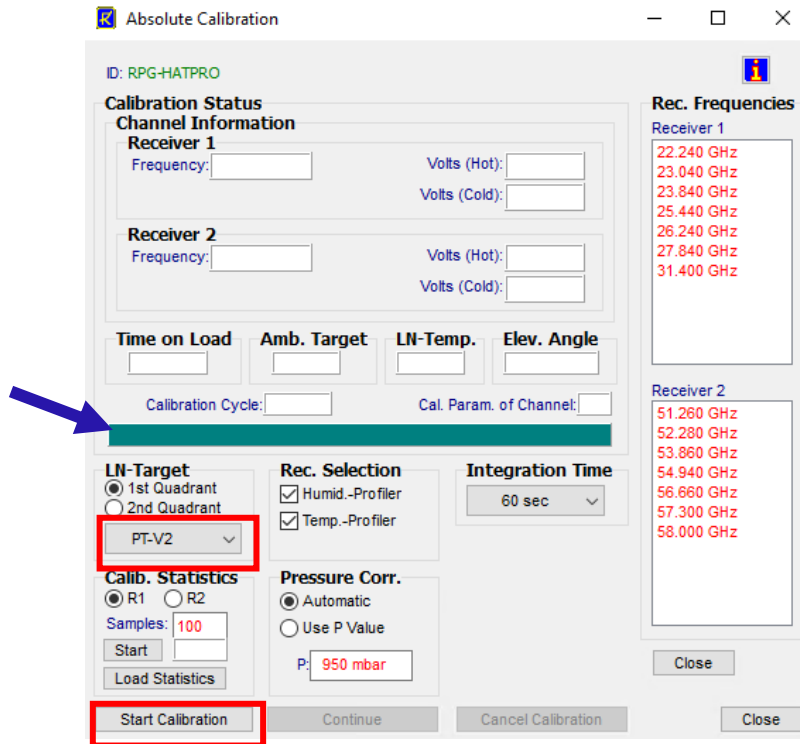 Absolute Calibration
ID: RPG-HATPRO
Calibration Status
Channel Information
Receiver 1
Frequency:
Volts (Hot):
Volts (Cold):
Receiver 2
Frequency:
Volts (Hot):
Volts (Cold):
Time on Load
Amb. Target
LN-Temp.
Elev. Angle
Calibration Cycle:
Cal. Param. of Channel:
LN-Target
1st Quadrant
2nd Quadrant
PT-V2
Rec. Selection
Humid.-Profiler
Temp.-Profiler
Integration Time
60 sec
Calib. Statistics
R1 R2
Samples: 100
Start
Load Statistics
Pressure Corr.
Automatic
Use P Value
P: 950 mbar
Start Calibration
Continue
Cancel Calibration
Rec. Frequencies
Receiver 1
22.240 GHz
23.040 GHz
23.840 GHz
25.440 GHz
26.240 GHz
27.840 GHz
31.400 GHz
Receiver 2
51.260 GHz
52.280 GHz
53.860 GHz
54.940 GHz
56.660 GHz
57.300 GHz
58.000 GHz
Close
Close